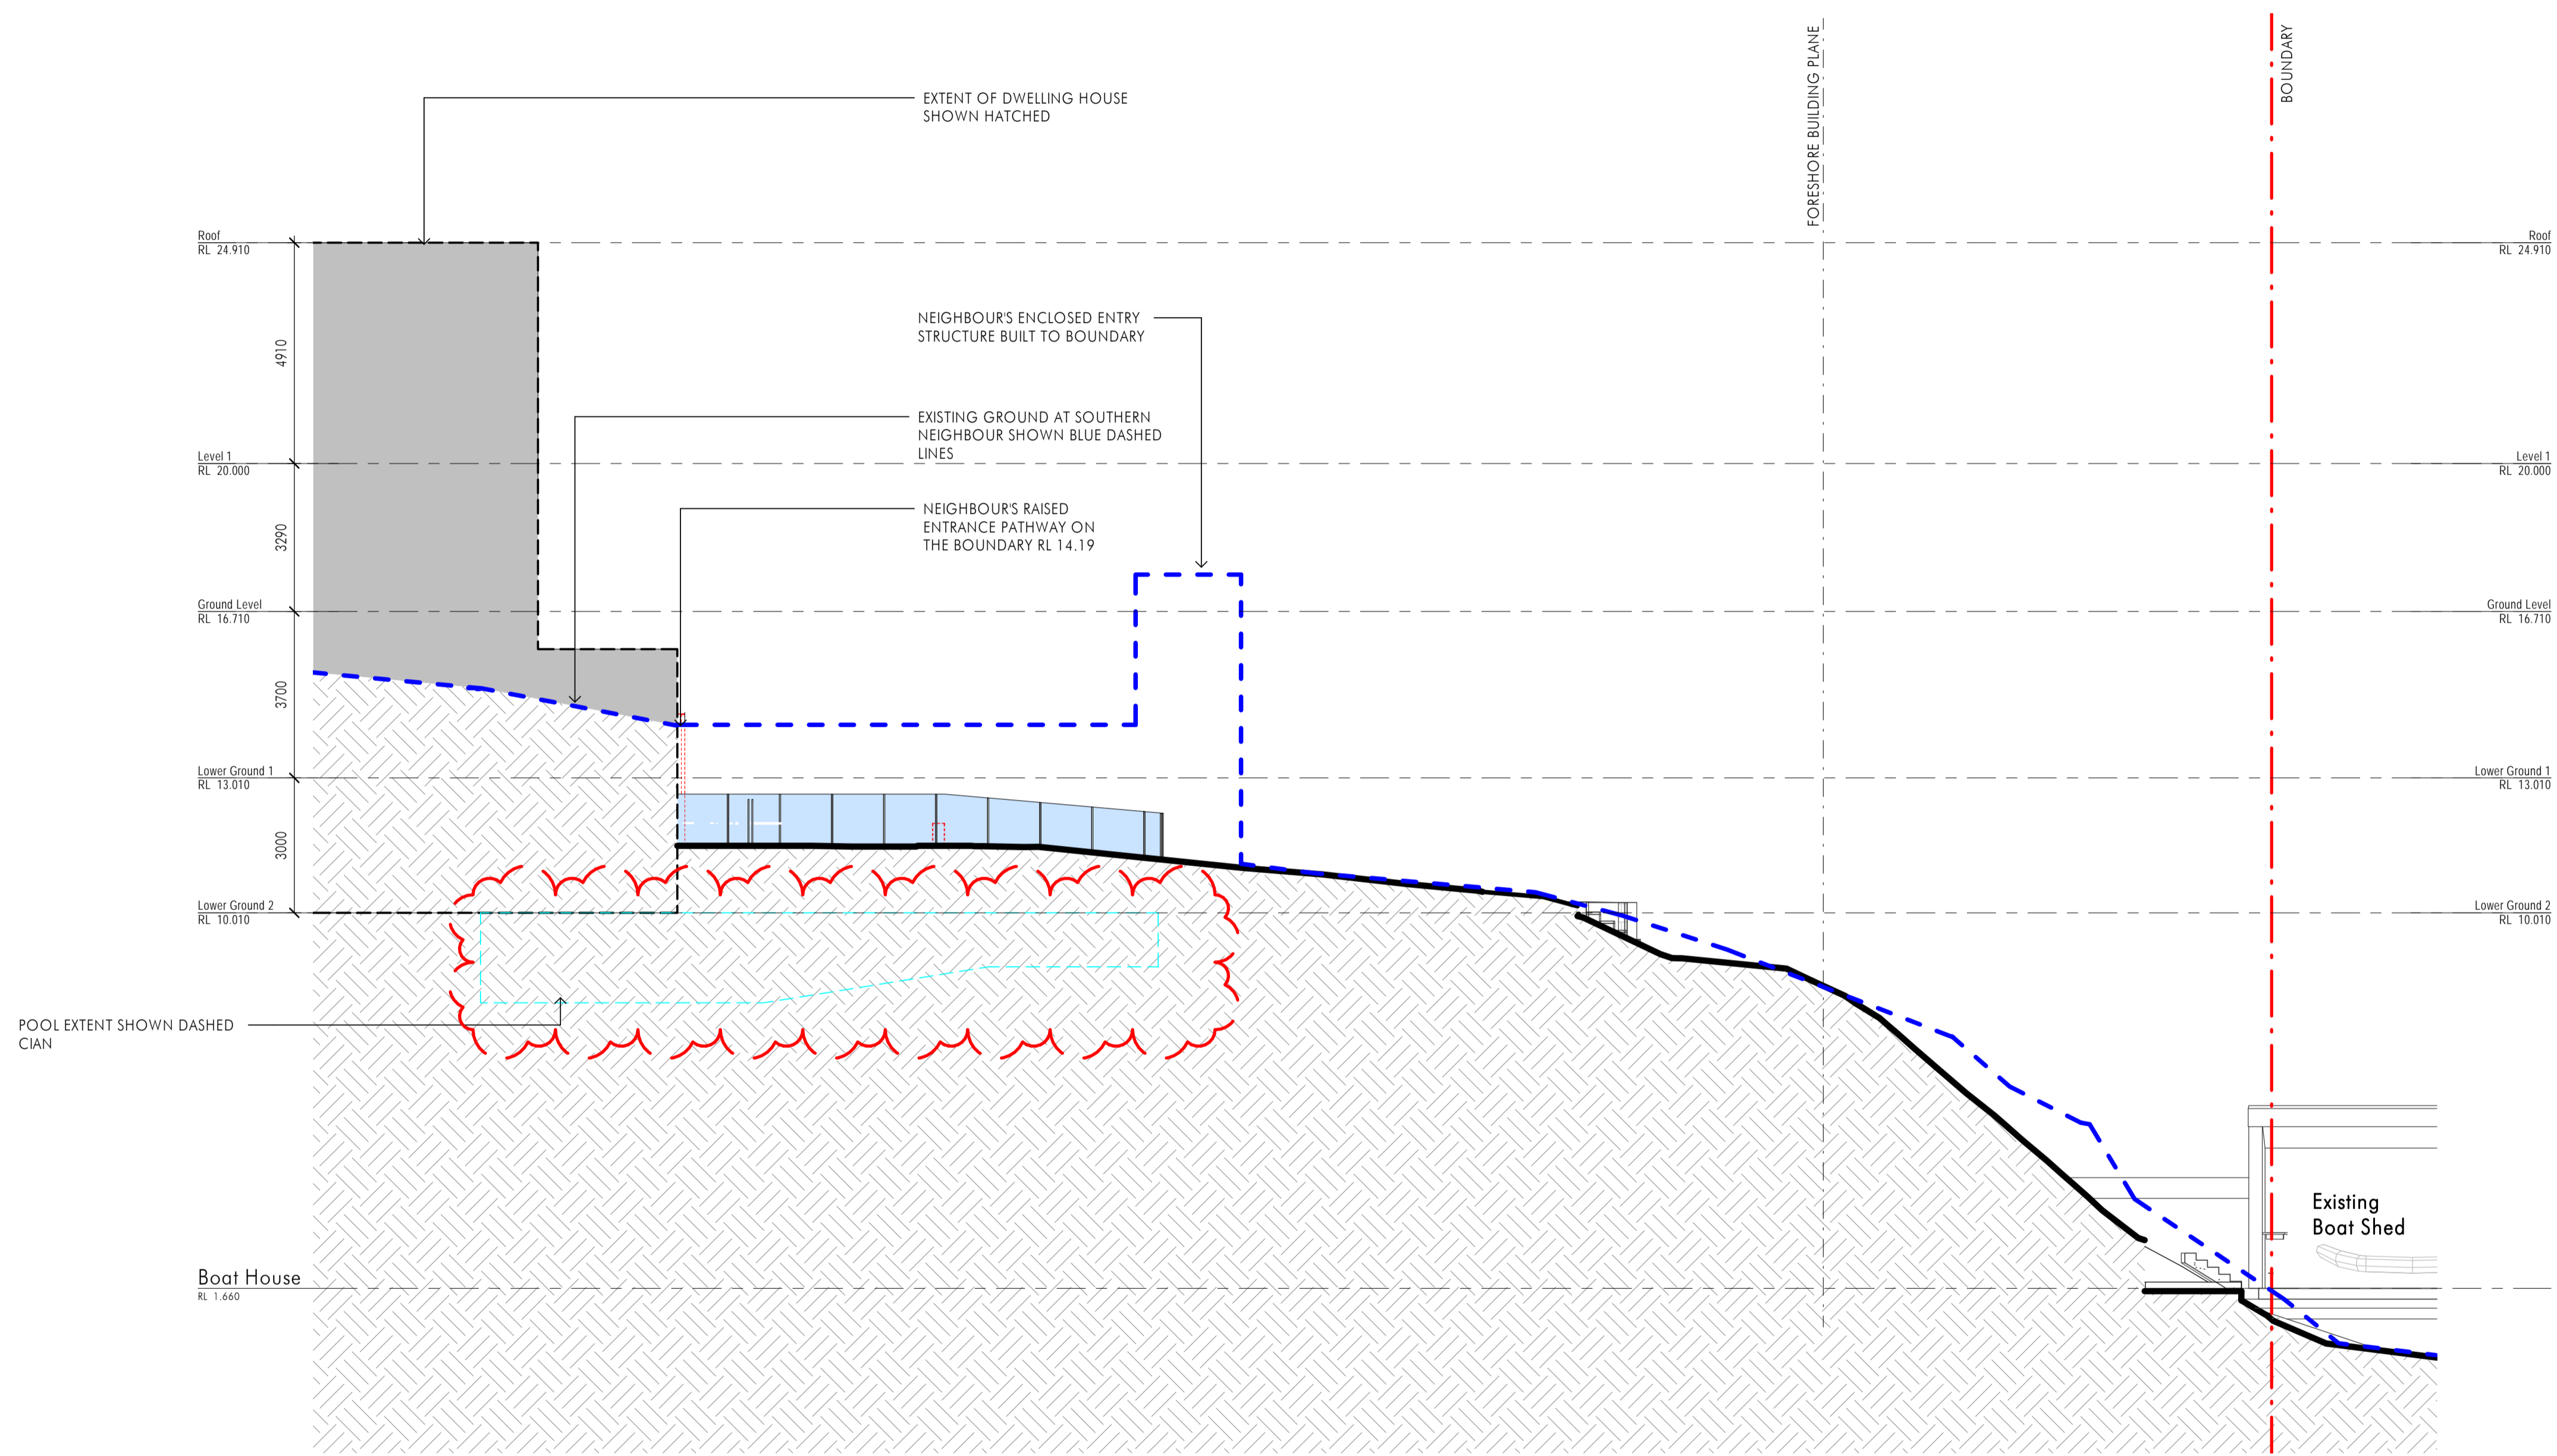 FORESHORE BUILDING PLANE
BOUNDARY
EXTENT OF DWELLING HOUSE
SHOWN HATCHED
Roof
RL 24.910
Roof
RL 24.910
4910
NEIGHBOUR'S ENCLOSED ENTRY
STRUCTURE BUILT TO BOUNDARY
EXISTING GROUND AT SOUTHERN
NEIGHBOUR SHOWN BLUE DASHED
LINES
Level 1
RL 20.000
Level 1
RL 20.000
NEIGHBOUR'S RAISED
ENTRANCE PATHWAY ON
THE BOUNDARY RL 14.19
3290
Ground Level
RL 16.710
Ground Level
RL 16.710
3700
Lower Ground 1
RL 13.010
Lower Ground 1
RL 13.010
3000
Lower Ground 2
RL 10.010
Lower Ground 2
RL 10.010
POOL EXTENT SHOWN DASHED
CIAN
Existing
Boat Shed
Boat House
RL 1.660